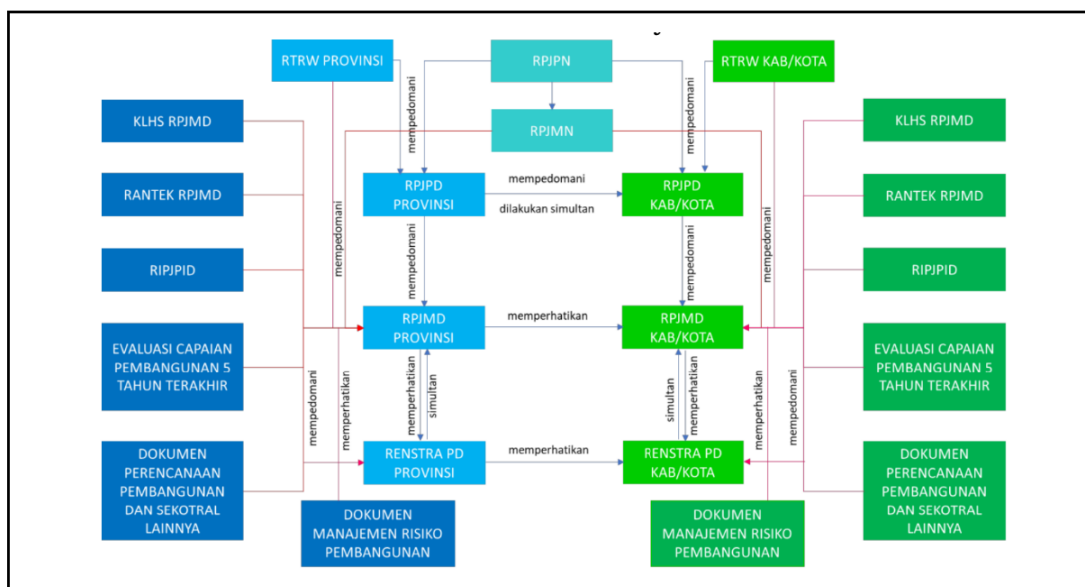 RTRW PROVINSI
RPJPN
RTRW KAB/KOTA
mempedomani
mempedomani
KLHS RPJMD
RPJMN
KLHS RPJMD
RANTEK RPJMD
RPJPD
PROVINSI
mempedomani
dilakukan simultan
RPJPD
KAB/KOTA
RANTEK RPJMD
mempedomani
mempedomani
mempedomani
mempedomani
RIPJPID
RIPJPID
RPJMD
PROVINSI
memperhatikan
RPJMD
KAB/KOTA
EVALUASI CAPAIAN
PEMBANGUNAN 5
TAHUN TERAKHIR
EVALUASI CAPAIAN
PEMBANGUNAN 5
TAHUN TERAKHIR
mempedomani
memperhatikan
memperhatikan
simultan
simultan
memperhatikan
memperhatikan
mempedomani
DOKUMEN
PERENCANAAN
PEMBANGUNAN
DAN SEKOTRAL
LAINNYA
RENSTRA PD
PROVINSI
memperhatikan
RENSTRA PD
KAB/KOTA
DOKUMEN
PERENCANAAN
PEMBANGUNAN
DAN SEKOTRAL
LAINNYA
DOKUMEN
MANAJEMEN RISIKO
PEMBANGUNAN
DOKUMEN
MANAJEMEN RISIKO
PEMBANGUNAN